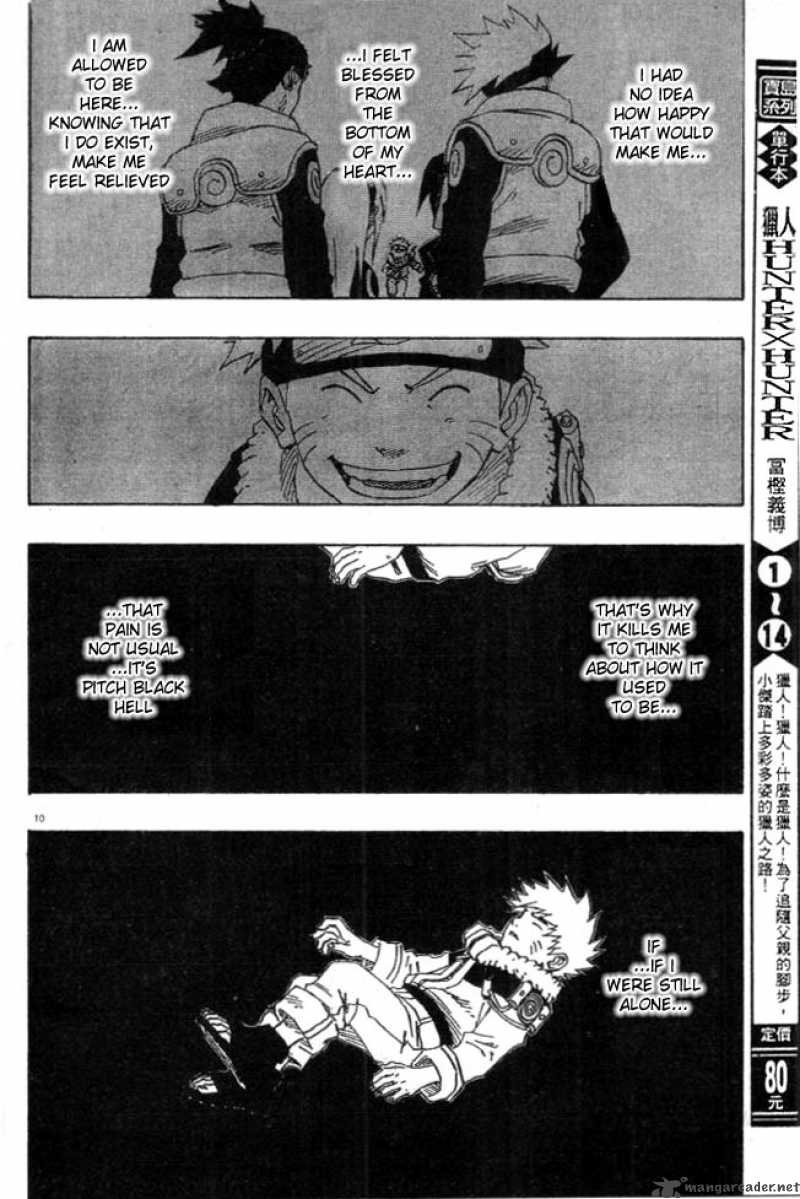 I HAD
NO IDEA
HOW HAPPY
THAT WOULD
MAKE ME...
...I FELT
BLESSED
FROM
THE
BOTTOM
OF MY
HEART...
I AM
ALLOWED
TO BE
HERE...
KNOWING THAT
I DO EXIST,
MAKE ME
FEEL RELIEVED
THAT'S WHY
IT KILLS ME
TO THINK
ABOUT HOW IT
USED
TO BE...
...THAT
PAIN IS
NOT USUAL
...IT'S
PITCH BLACK
HELL
10
IF
...IF I
WERE STILL
ALONE...
寶島
系列
單行本
獵人
HUNTER×HUNTER
冨樫義博
1
~
14
獵人!獵人!什麼是獵人!為了追隨父親的腳步,
小傑踏上多彩多姿的獵人之路!
定價
80
元
mangareader.net